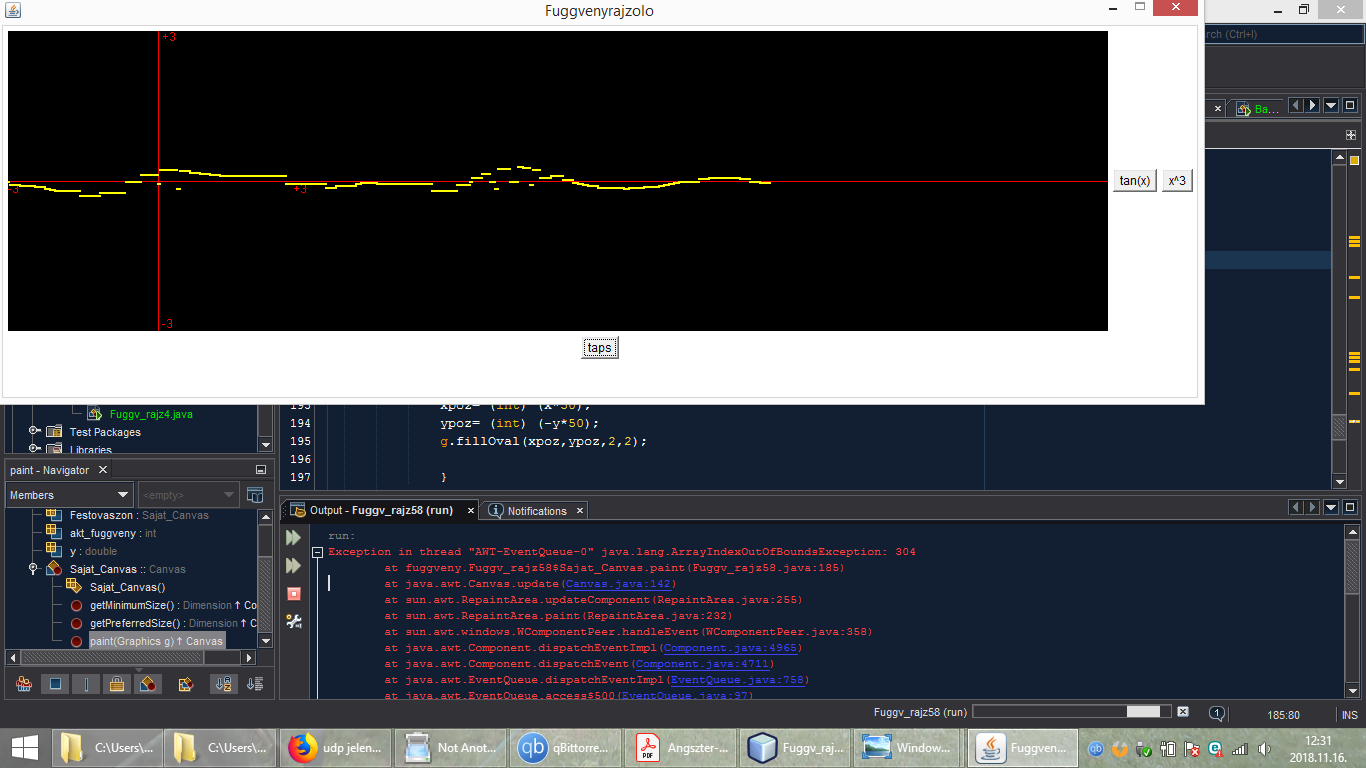 Fuggvenyrajzolo
+3
-3
+3
-3
tan(x) x^3
taps
rch (Ctrl+I)
Ba...
Fuggv_rajz4.java
Test Packages
Libraries
193 xpoz= (int) (x*50);
194 ypoz= (int) (-y*50);
195 g.fillOval(xpoz,ypoz,2,2);
196
197 }
paint - Navigator
Members
<empty>
Festovaszon : Sajat_Canvas
akt_fuggveny : int
y : double
Sajat_Canvas :: Canvas
Sajat_Canvas()
getMinimumSize() : Dimension ↑ Co
getPreferredSize() : Dimension ↑ C
paint(Graphics g) ↑ Canvas
Output - Fuggv_rajz58 (run)
Notifications
run:
Exception in thread "AWT-EventQueue-0" java.lang.ArrayIndexOutOfBoundsException: 304
at fuggveny.Fuggv_rajz58$Sajat_Canvas.paint(Fuggv_rajz58.java:185)
at java.awt.Canvas.update(Canvas.java:142)
at sun.awt.RepaintArea.updateComponent(RepaintArea.java:255)
at sun.awt.RepaintArea.paint(RepaintArea.java:232)
at sun.awt.windows.WComponentPeer.handleEvent(WComponentPeer.java:358)
at java.awt.Component.dispatchEventImpl(Component.java:4965)
at java.awt.Component.dispatchEvent(Component.java:4711)
at java.awt.EventQueue.dispatchEventImpl(EventQueue.java:758)
at java.awt.EventQueue.access$500(EventQueue.java:97)
Fuggv_rajz58 (run)
1
185:80
INS
C:\Users\...
C:\Users\...
udp jelen...
Not Anot...
qBittorre...
Angszter-...
Fuggv_raj...
Window...
Fuggven...
12:31
2018.11.16.